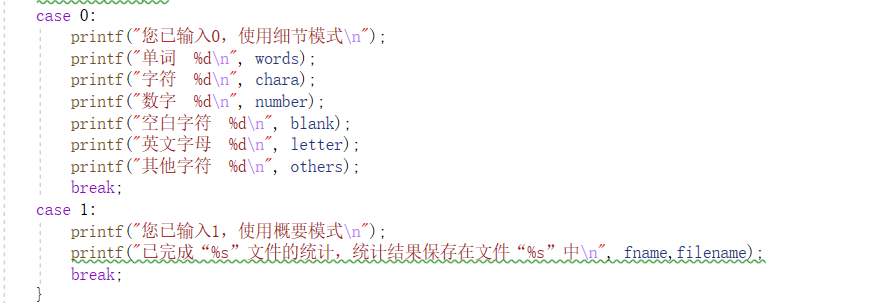 case 0:
printf("您已输入0，使用细节模式\n");
printf("单词  %d\n", words);
printf("字符  %d\n", chara);
printf("数字  %d\n", number);
printf("空白字符  %d\n", blank);
printf("英文字母  %d\n", letter);
printf("其他字符  %d\n", others);
break;
case 1:
printf("您已输入1，使用概要模式\n");
printf("已完成“%s”文件的统计，统计结果保存在文件“%s”中\n", fname,filename);
break;
}